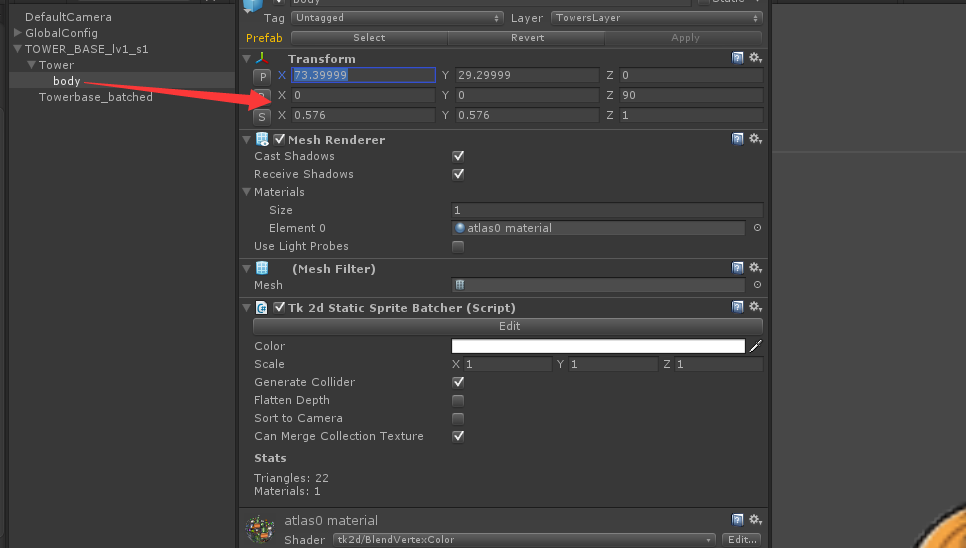 DefaultCamera
GlobalConfig
TOWER_BASE_lv1_s1
Tower
body
Towerbase_batched
Tag Untagged Layer TowersLayer
Prefab Select Revert Apply
Transform
P X 73.39999 Y 29.29999 Z 0
X 0 Y 0 Z 90
S X 0.576 Y 0.576 Z 1
Mesh Renderer
Cast Shadows
Receive Shadows
Materials
Size 1
Element 0 atlas0 material
Use Light Probes
(Mesh Filter)
Mesh
Tk 2d Static Sprite Batcher (Script)
Edit
Color
Scale X 1 Y 1 Z 1
Generate Collider
Flatten Depth
Sort to Camera
Can Merge Collection Texture
Stats
Triangles: 22
Materials: 1
atlas0 material
Shader tk2d/BlendVertexColor Edit...